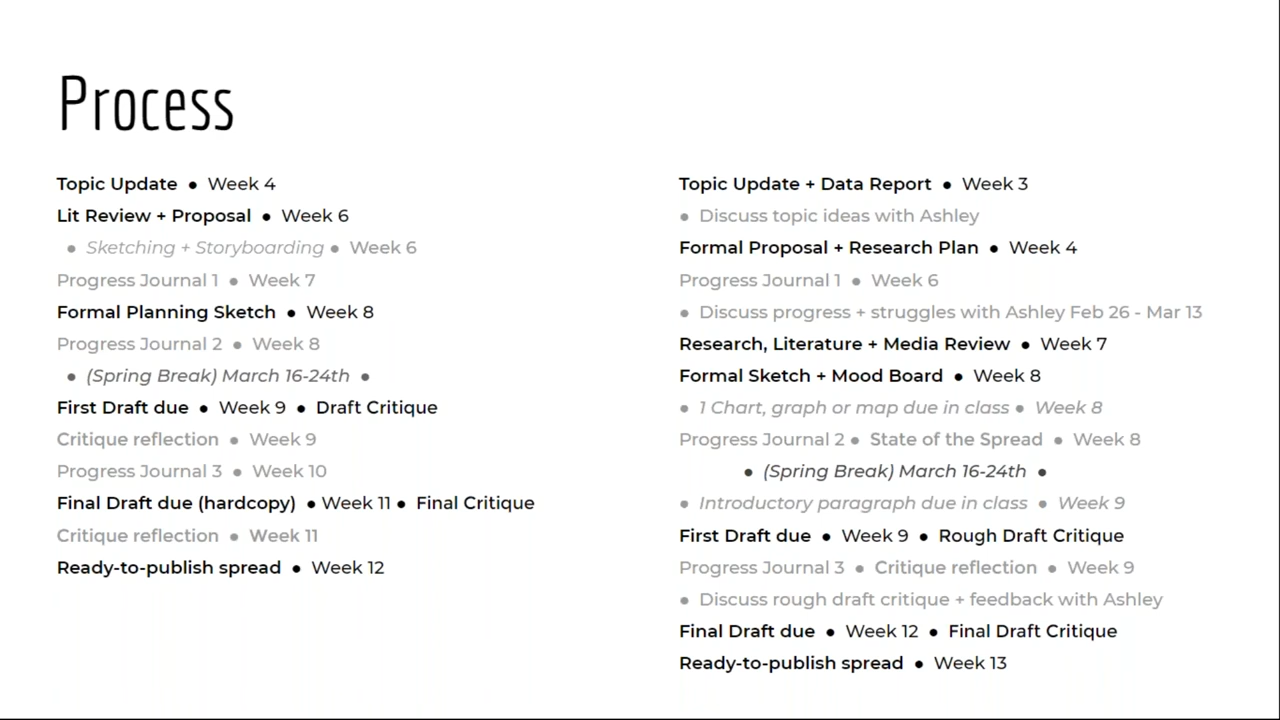 Process
Topic Update ● Week 4
Lit Review + Proposal ● Week 6
● Sketching + Storyboarding ● Week 6
Progress Journal 1 ● Week 7
Formal Planning Sketch ● Week 8
Progress Journal 2 ● Week 8
● (Spring Break) March 16-24th ●
First Draft due ● Week 9 ● Draft Critique
Critique reflection ● Week 9
Progress Journal 3 ● Week 10
Final Draft due (hardcopy) ● Week 11 ● Final Critique
Critique reflection ● Week 11
Ready-to-publish spread ● Week 12
Topic Update + Data Report ● Week 3
● Discuss topic ideas with Ashley
Formal Proposal + Research Plan ● Week 4
Progress Journal 1 ● Week 6
● Discuss progress + struggles with Ashley Feb 26 - Mar 13
Research, Literature + Media Review ● Week 7
Formal Sketch + Mood Board ● Week 8
● 1 Chart, graph or map due in class ● Week 8
Progress Journal 2 ● State of the Spread ● Week 8
● (Spring Break) March 16-24th ●
● Introductory paragraph due in class ● Week 9
First Draft due ● Week 9 ● Rough Draft Critique
Progress Journal 3 ● Critique reflection ● Week 9
● Discuss rough draft critique + feedback with Ashley
Final Draft due ● Week 12 ● Final Draft Critique
Ready-to-publish spread ● Week 13